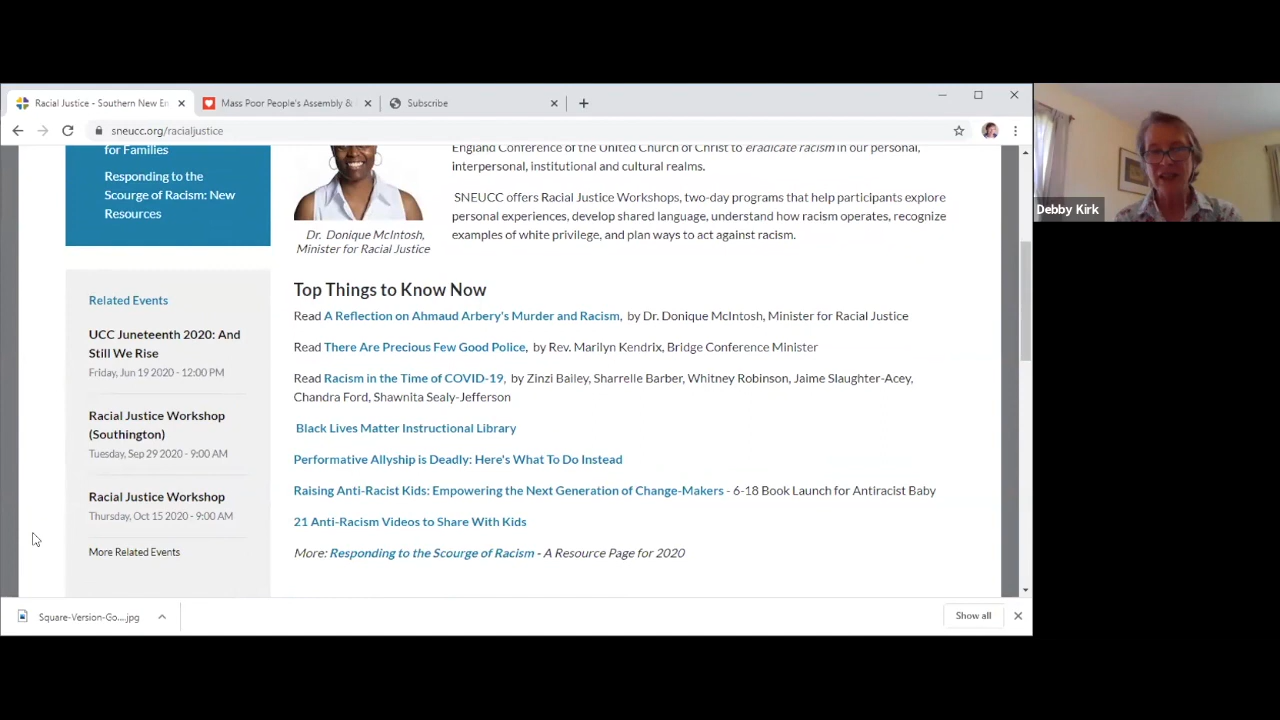 Racial Justice - Southern New En
Mass Poor People's Assembly &
Subscribe
sneucc.org/racialjustice
for Families
Responding to the
Scourge of Racism: New
Resources
Dr. Donique McIntosh,
Minister for Racial Justice
England Conference of the United Church of Christ to eradicate racism in our personal,
interpersonal, institutional and cultural realms.
SNEUCC offers Racial Justice Workshops, two-day programs that help participants explore
personal experiences, develop shared language, understand how racism operates, recognize
examples of white privilege, and plan ways to act against racism.
Related Events
UCC Juneteenth 2020: And
Still We Rise
Friday, Jun 19 2020 - 12:00 PM
Racial Justice Workshop
(Southington)
Tuesday, Sep 29 2020 - 9:00 AM
Racial Justice Workshop
Thursday, Oct 15 2020 - 9:00 AM
More Related Events
Top Things to Know Now
Read A Reflection on Ahmaud Arbery's Murder and Racism, by Dr. Donique McIntosh, Minister for Racial Justice
Read There Are Precious Few Good Police, by Rev. Marilyn Kendrix, Bridge Conference Minister
Read Racism in the Time of COVID-19, by Zinzi Bailey, Sharrelle Barber, Whitney Robinson, Jaime Slaughter-Acey,
Chandra Ford, Shawnita Sealy-Jefferson
Black Lives Matter Instructional Library
Performative Allyship is Deadly: Here's What To Do Instead
Raising Anti-Racist Kids: Empowering the Next Generation of Change-Makers - 6-18 Book Launch for Antiracist Baby
21 Anti-Racism Videos to Share With Kids
More: Responding to the Scourge of Racism - A Resource Page for 2020
Square-Version-Go....jpg
Show all
Debby Kirk